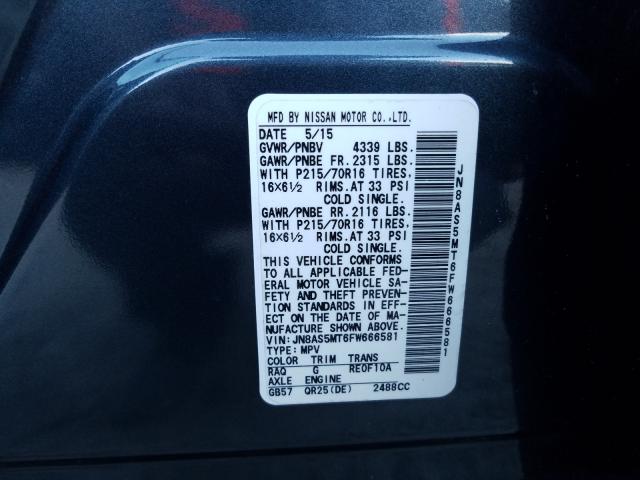 MFD BY NISSAN MOTOR CO.,LTD.
DATE 5/15
GVWR/PNBV 4339 LBS.
GAWR/PNBE FR.2315 LBS.
WITH P215/70R16 TIRES,
16X6½ RIMS.AT 33 PSI
COLD SINGLE.
GAWR/PNBE RR.2116 LBS.
WITH P215/70R16 TIRES,
16X6½ RIMS.AT 33 PSI
COLD SINGLE.
THIS VEHICLE CONFORMS
TO ALL APPLICABLE FED-
ERAL MOTOR VEHICLE SA-
FETY AND THEFT PREVEN-
TION STANDARDS IN EFF-
ECT ON THE DATE OF MA-
NUFACTURE SHOWN ABOVE.
VIN:JN8AS5MT6FW666581
TYPE:MPV
COLOR TRIM TRANS
RAQ G RE0F10A
AXLE ENGINE
GB57 QR25(DE) 2488CC
JN8AS5MT6FW666581